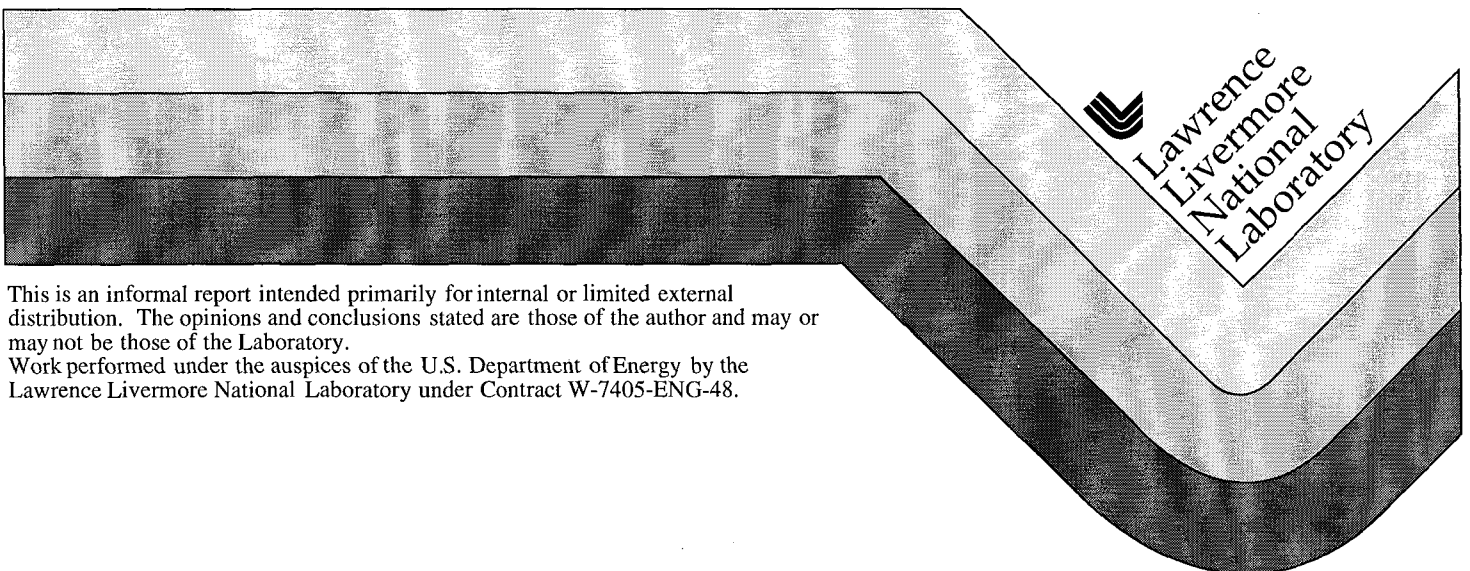 Lawrence
Livermore
National
Laboratory
This is an informal report intended primarily for internal or limited external
distribution. The opinions and conclusions stated are those of the author and may or
may not be those of the Laboratory.
Work performed under the auspices of the U.S. Department of Energy by the
Lawrence Livermore National Laboratory under Contract W-7405-ENG-48.